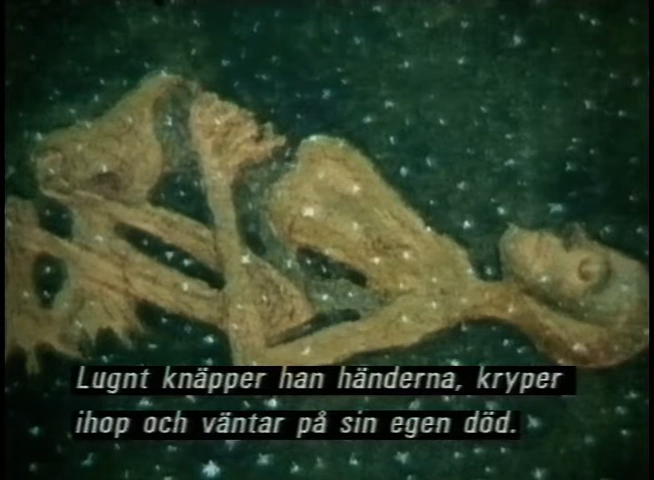 Lugnt knäpper han händerna, kryper
ihop och väntar på sin egen död.